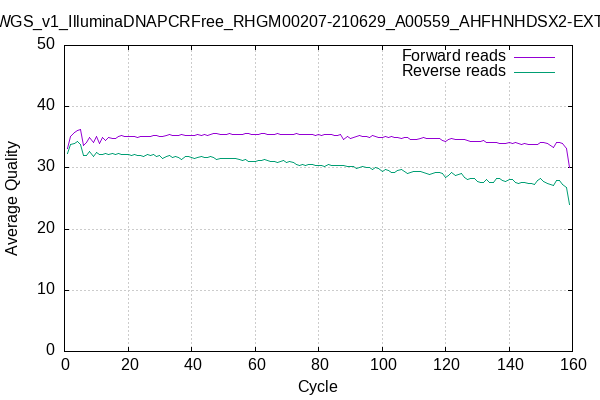 WGS_v1_IlluminaDNAPCRFree_RHGM00207-210629_A00559_AHFHNHDSX2-EXT
50
Forward reads
Reverse reads
40
30
20
10
0
Average Quality
0 20 40 60 80 100 120 140 160
Cycle